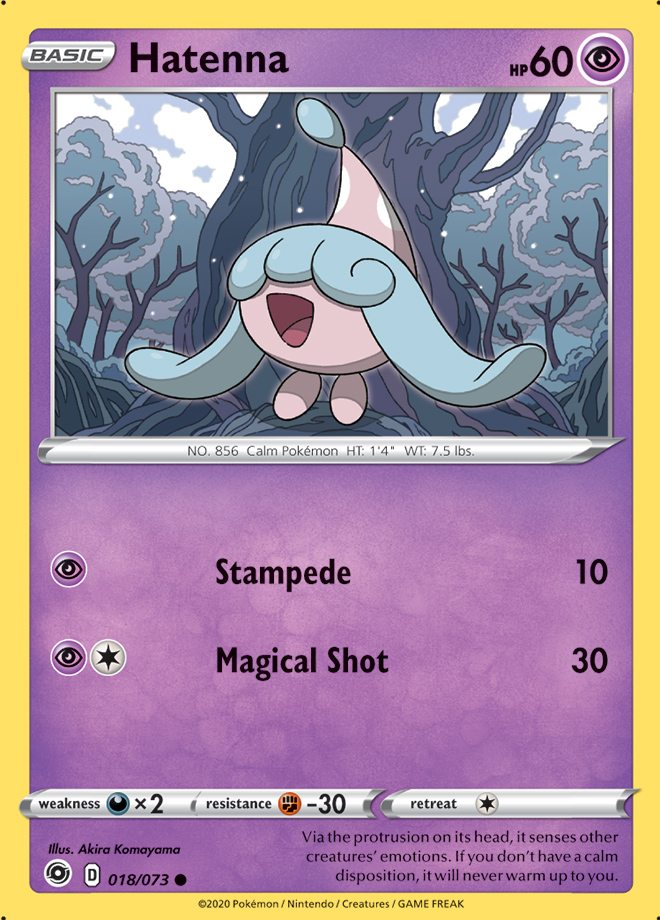 BASIC Hatenna HP60
NO. 856 Calm Pokémon HT: 1'4" WT: 7.5 lbs.
Stampede 10
Magical Shot 30
weakness ×2 resistance -30 retreat
Illus. Akira Komayama
Via the protrusion on its head, it senses other
creatures' emotions. If you don't have a calm
disposition, it will never warm up to you.
D 018/073
©2020 Pokémon / Nintendo / Creatures / GAME FREAK